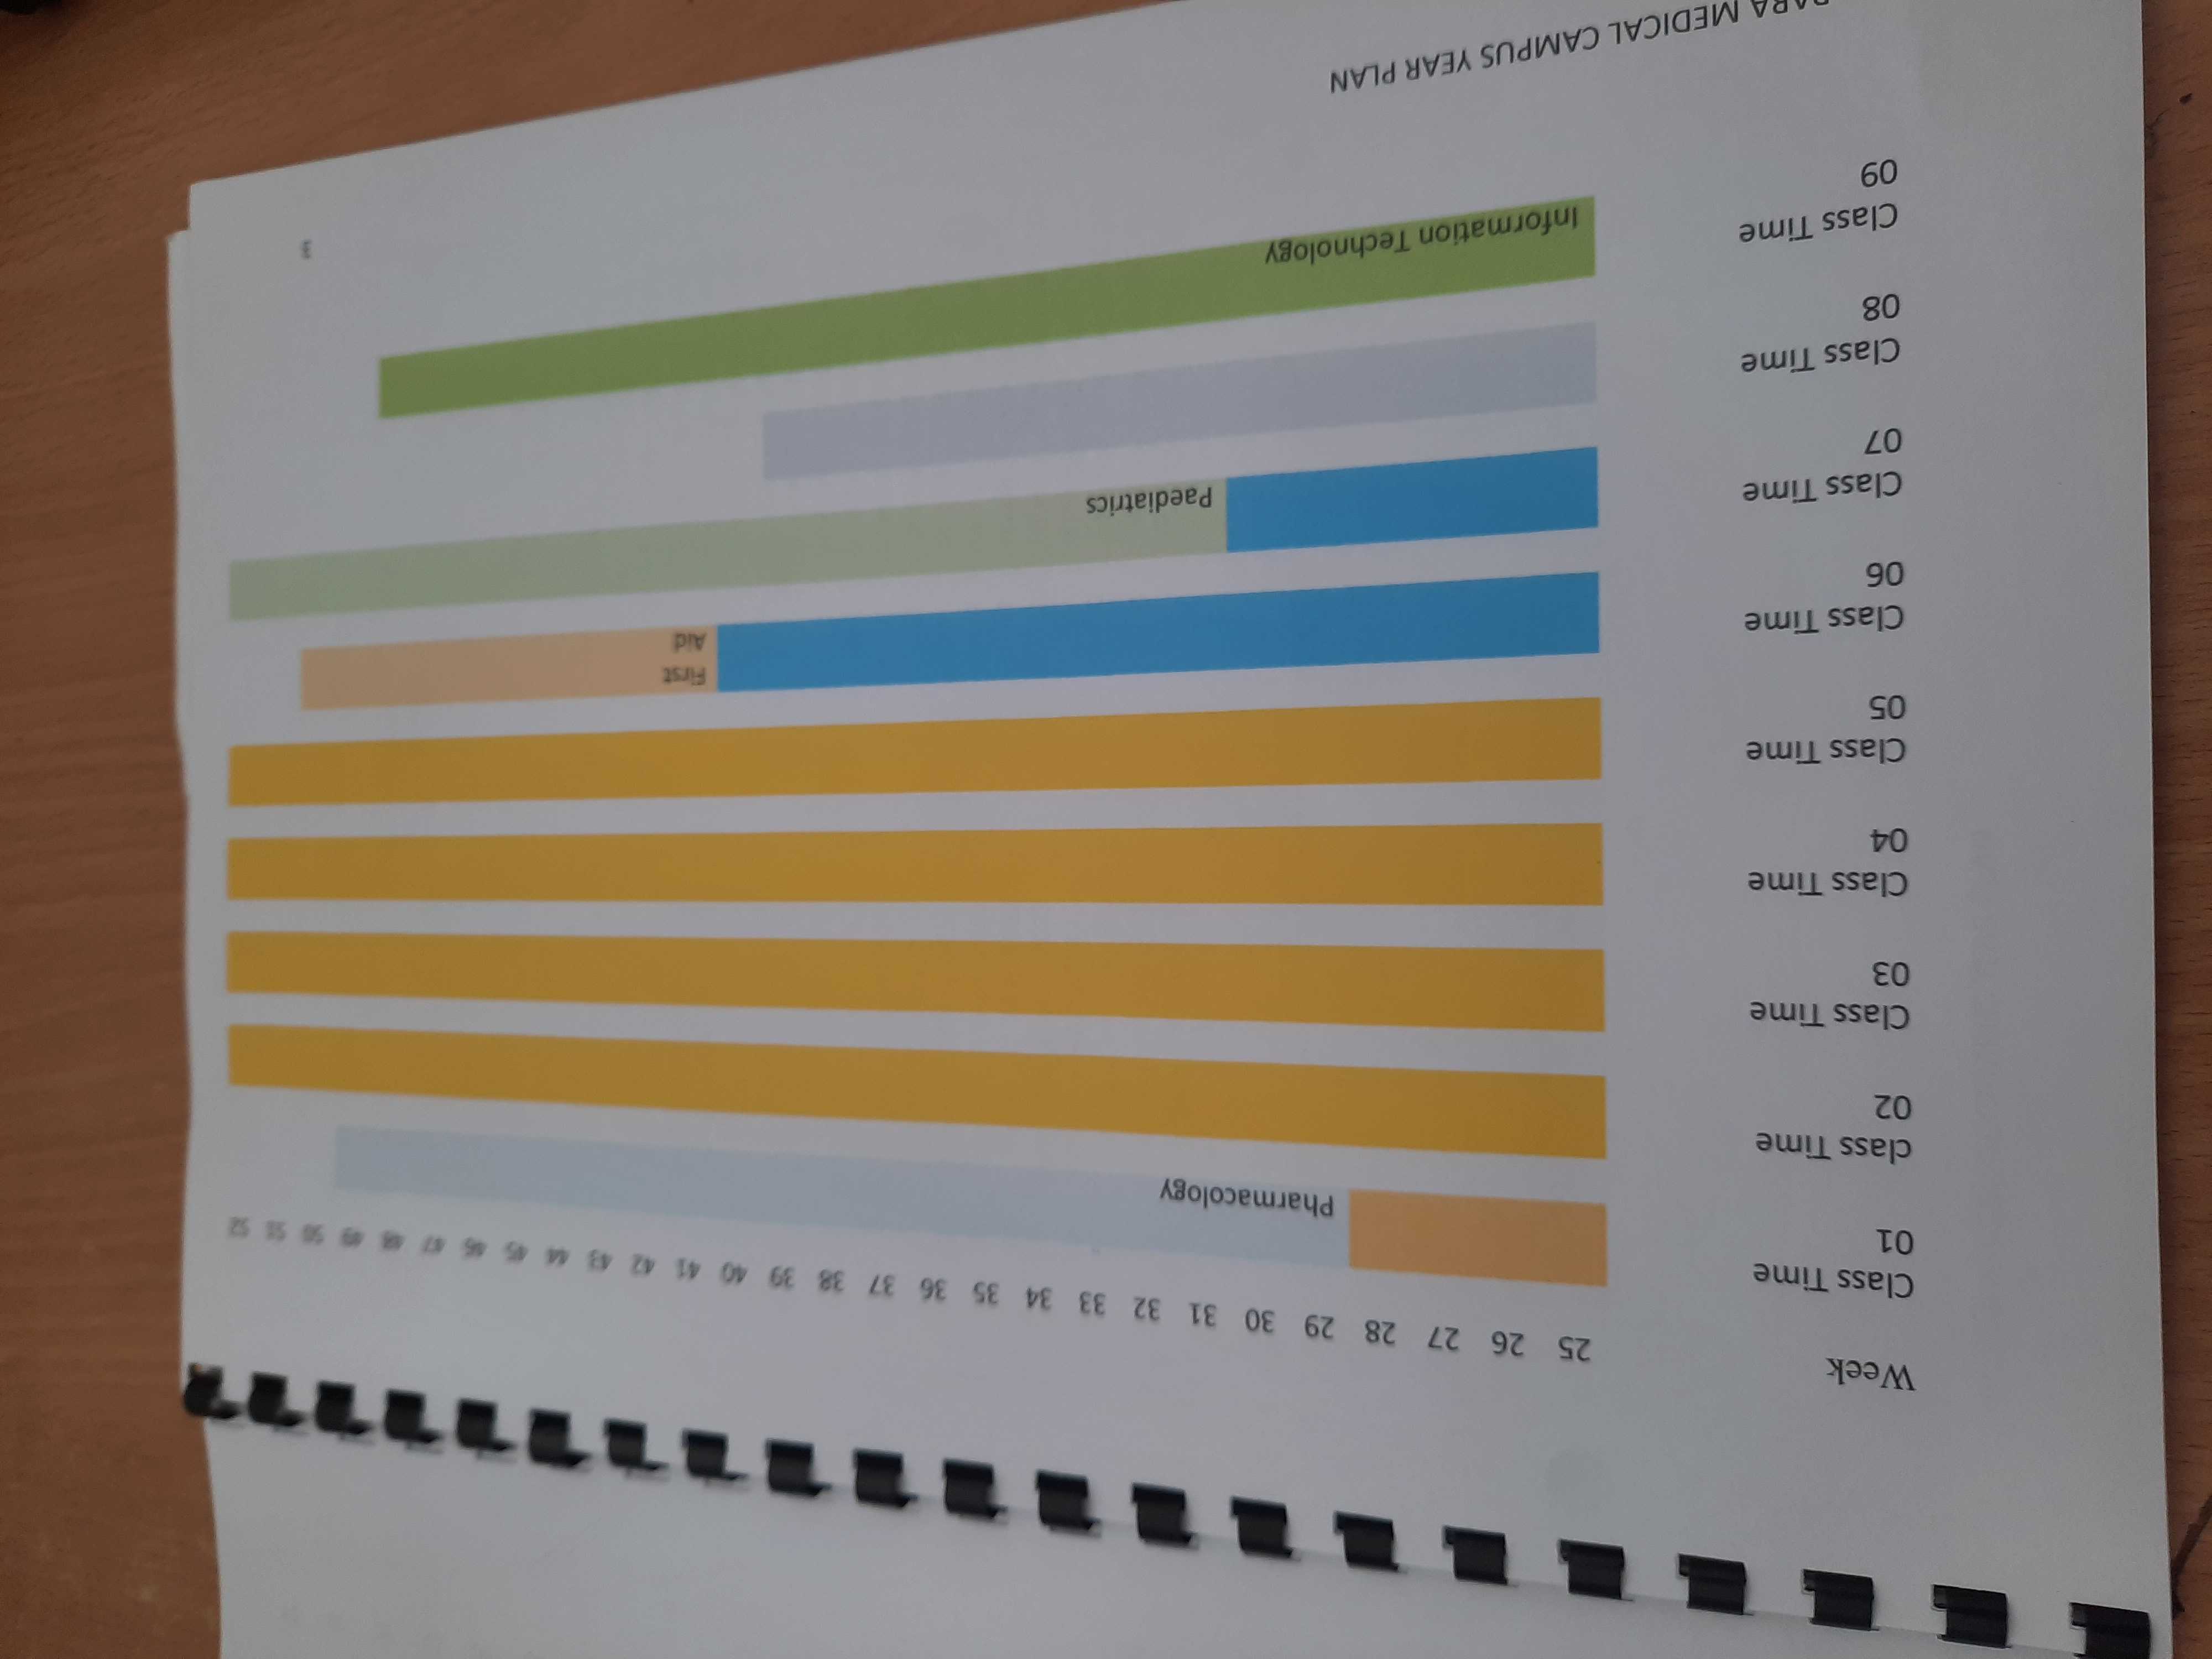 Week 25 26 27 28 29 30 31 32 33 34 35 36 37 38 39 40 41 42 43 44 45 46 47 48 49 50 51 52
Class Time
01
Pharmacology
class Time
02
Class Time
03
Class Time
04
Class Time
05
Class Time
06
First
Aid
Class Time
07
Paediatrics
Class Time
08
Class Time
09
Information Technology
MEDICAL CAMPUS YEAR PLAN
3